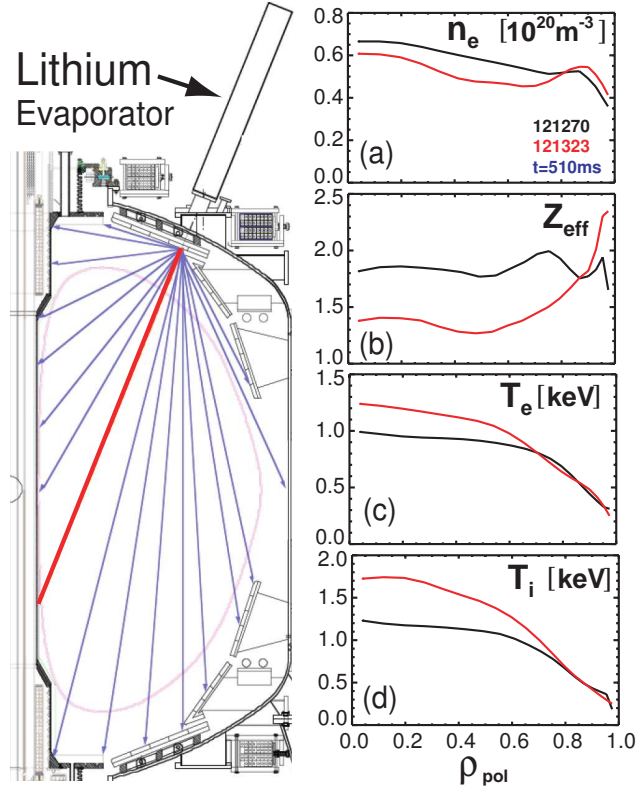 Lithium
Evaporator
n_e [10^20 m^-3]
0.8
0.6
0.4
0.2
0.0
(a)
121270
121323
t=510ms
Z_eff
2.5
2.0
1.5
1.0
(b)
T_e [keV]
1.5
1.0
0.5
0.0
(c)
T_i [keV]
2.0
1.5
1.0
0.5
0.0
(d)
0.0 0.2 0.4 0.6 0.8 1.0
ρ_pol